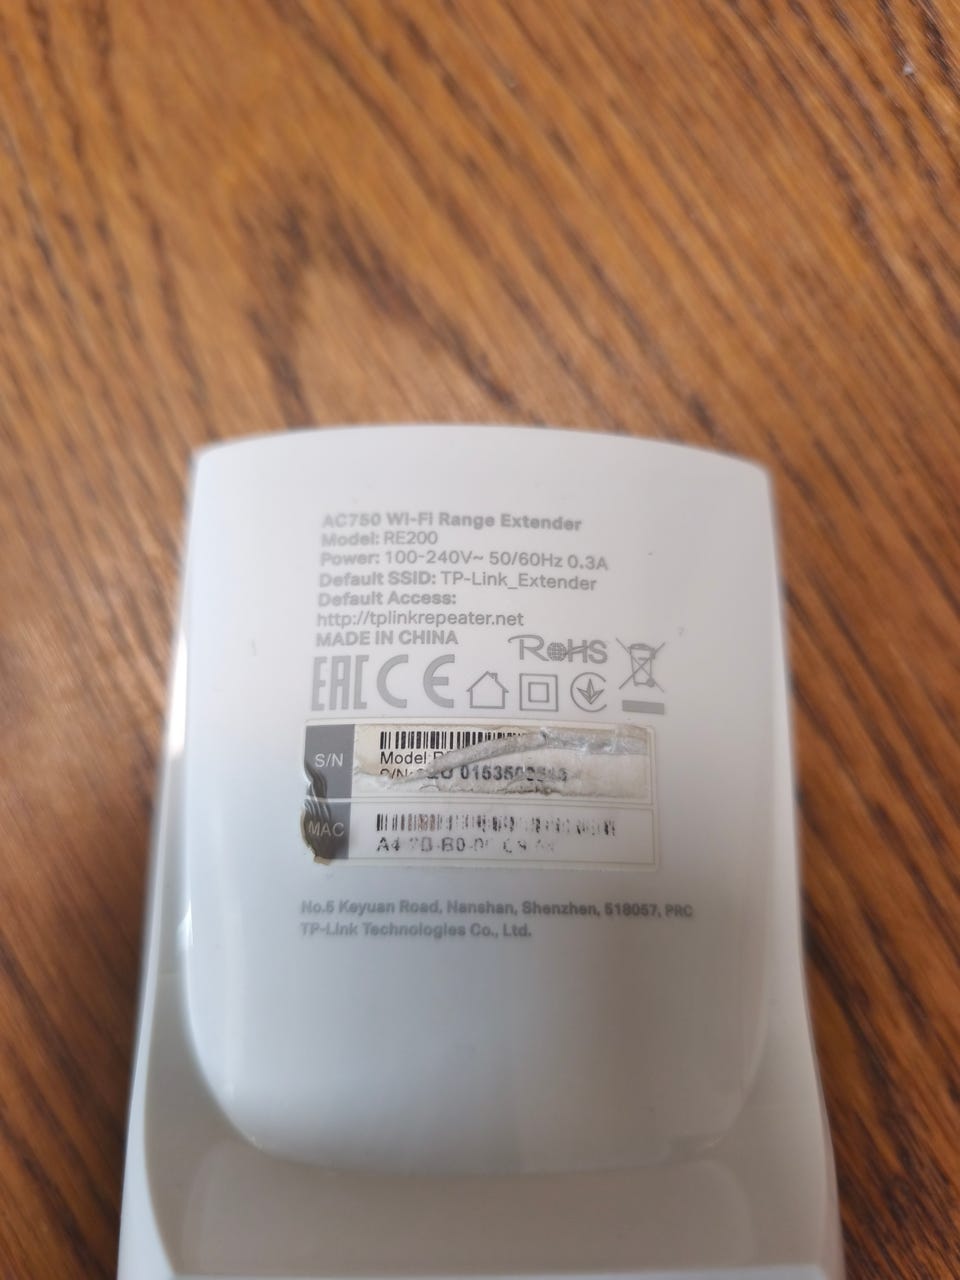 AC750 Wi-Fi Range Extender
Model: RE200
Power: 100-240V~ 50/60Hz 0.3A
Default SSID: TP-Link_Extender
Default Access:
http://tplinkrepeater.net
MADE IN CHINA
RoHS
EAC CE
S/N
Model:
S/N:
MAC
A4
No.5 Keyuan Road, Nanshan, Shenzhen, 518057, PRC
TP-Link Technologies Co., Ltd.